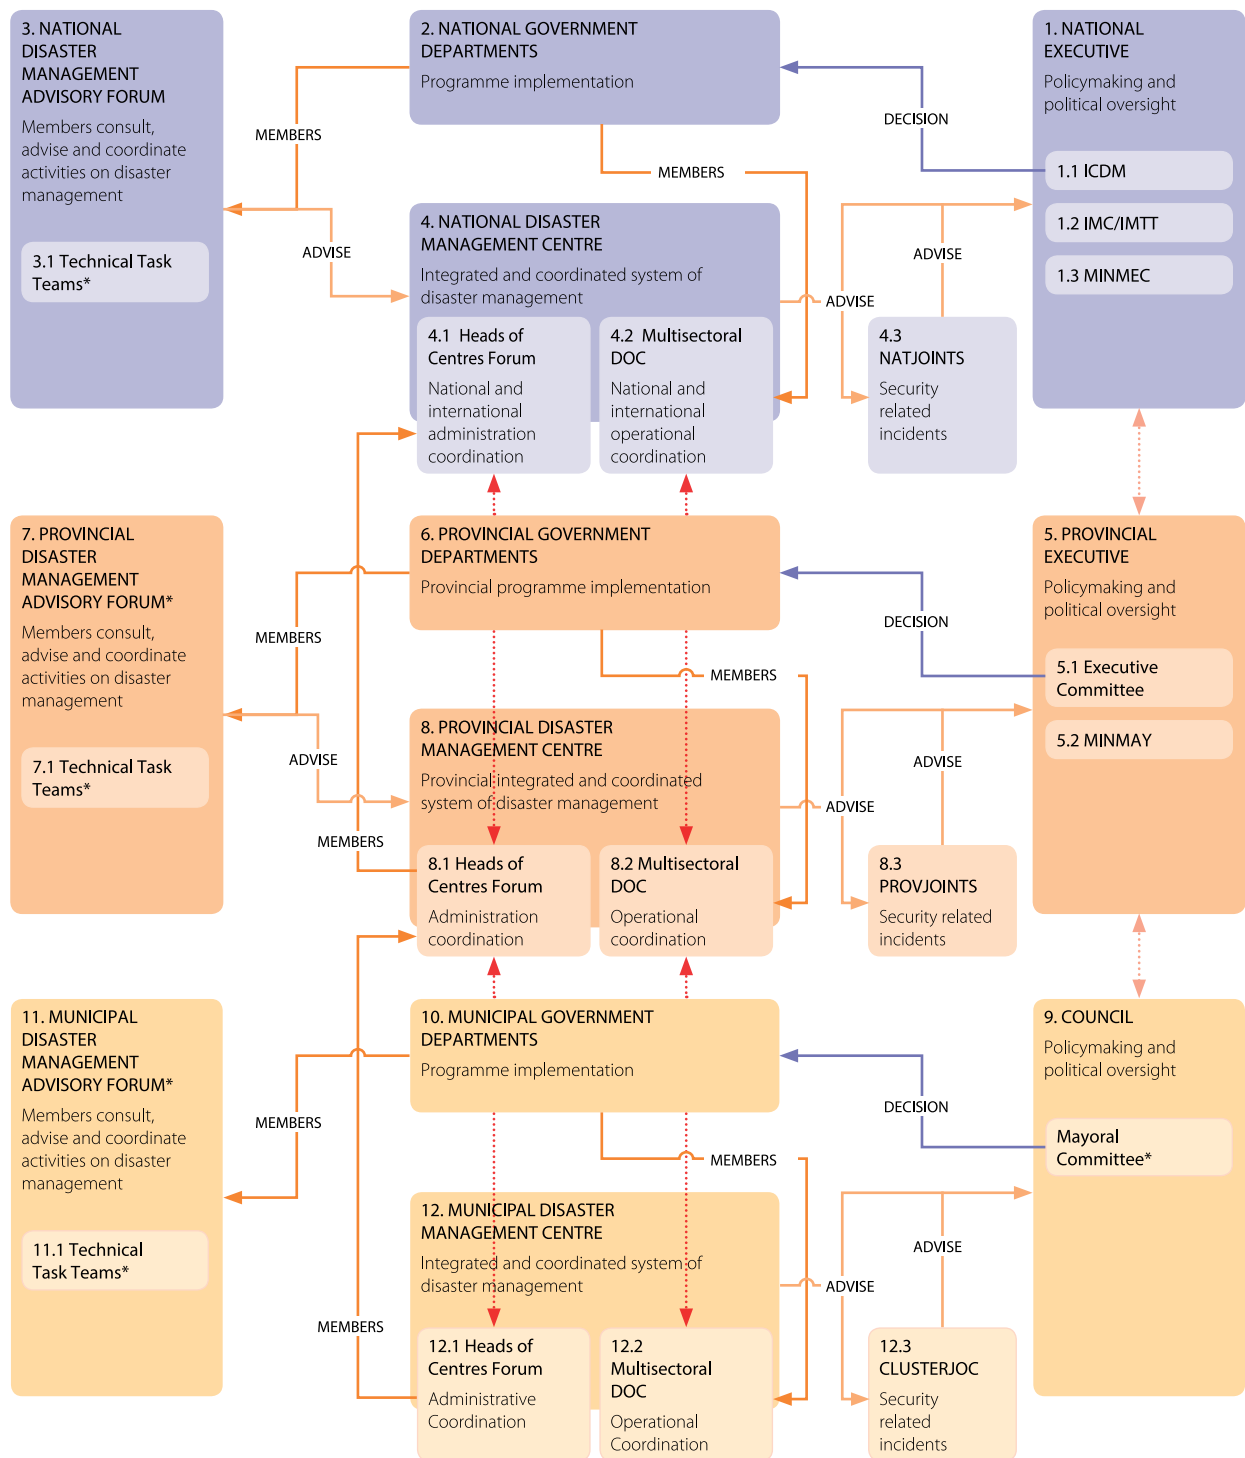 3. NATIONAL
DISASTER
MANAGEMENT
ADVISORY FORUM
Members consult,
advise and coordinate
activities on disaster
management
3.1 Technical Task
Teams*
MEMBERS
ADVISE
2. NATIONAL GOVERNMENT
DEPARTMENTS
Programme implementation
MEMBERS
DECISION
1. NATIONAL
EXECUTIVE
Policymaking and
political oversight
1.1 ICDM
1.2 IMC/IMTT
1.3 MINMEC
4. NATIONAL DISASTER
MANAGEMENT CENTRE
Integrated and coordinated system of
disaster management
4.1 Heads of
Centres Forum
National and
international
administration
coordination
4.2 Multisectoral
DOC
National and
international
operational
coordination
ADVISE
ADVISE
4.3
NATJOINTS
Security
related
incidents
7. PROVINCIAL
DISASTER
MANAGEMENT
ADVISORY FORUM*
Members consult,
advise and coordinate
activities on disaster
management
7.1 Technical Task
Teams*
MEMBERS
ADVISE
MEMBERS
6. PROVINCIAL GOVERNMENT
DEPARTMENTS
Provincial programme implementation
MEMBERS
DECISION
5. PROVINCIAL
EXECUTIVE
Policymaking and
political oversight
5.1 Executive
Committee
5.2 MINMAY
8. PROVINCIAL DISASTER
MANAGEMENT CENTRE
Provincial integrated and coordinated
system of disaster management
8.1 Heads of
Centres Forum
Administration
coordination
8.2 Multisectoral
DOC
Operational
coordination
ADVISE
ADVISE
8.3
PROVJOINTS
Security related
incidents
11. MUNICIPAL
DISASTER
MANAGEMENT
ADVISORY FORUM*
Members consult,
advise and coordinate
activities on disaster
management
11.1 Technical
Task Teams*
MEMBERS
MEMBERS
10. MUNICIPAL GOVERNMENT
DEPARTMENTS
Programme implementation
MEMBERS
DECISION
9. COUNCIL
Policymaking and
political oversight
Mayoral
Committee*
12. MUNICIPAL DISASTER
MANAGEMENT CENTRE
Integrated and coordinated system of
disaster management
12.1 Heads of
Centres Forum
Administrative
Coordination
12.2
Multisectoral
DOC
Operational
Coordination
ADVISE
ADVISE
12.3
CLUSTERJOC
Security
related
incidents